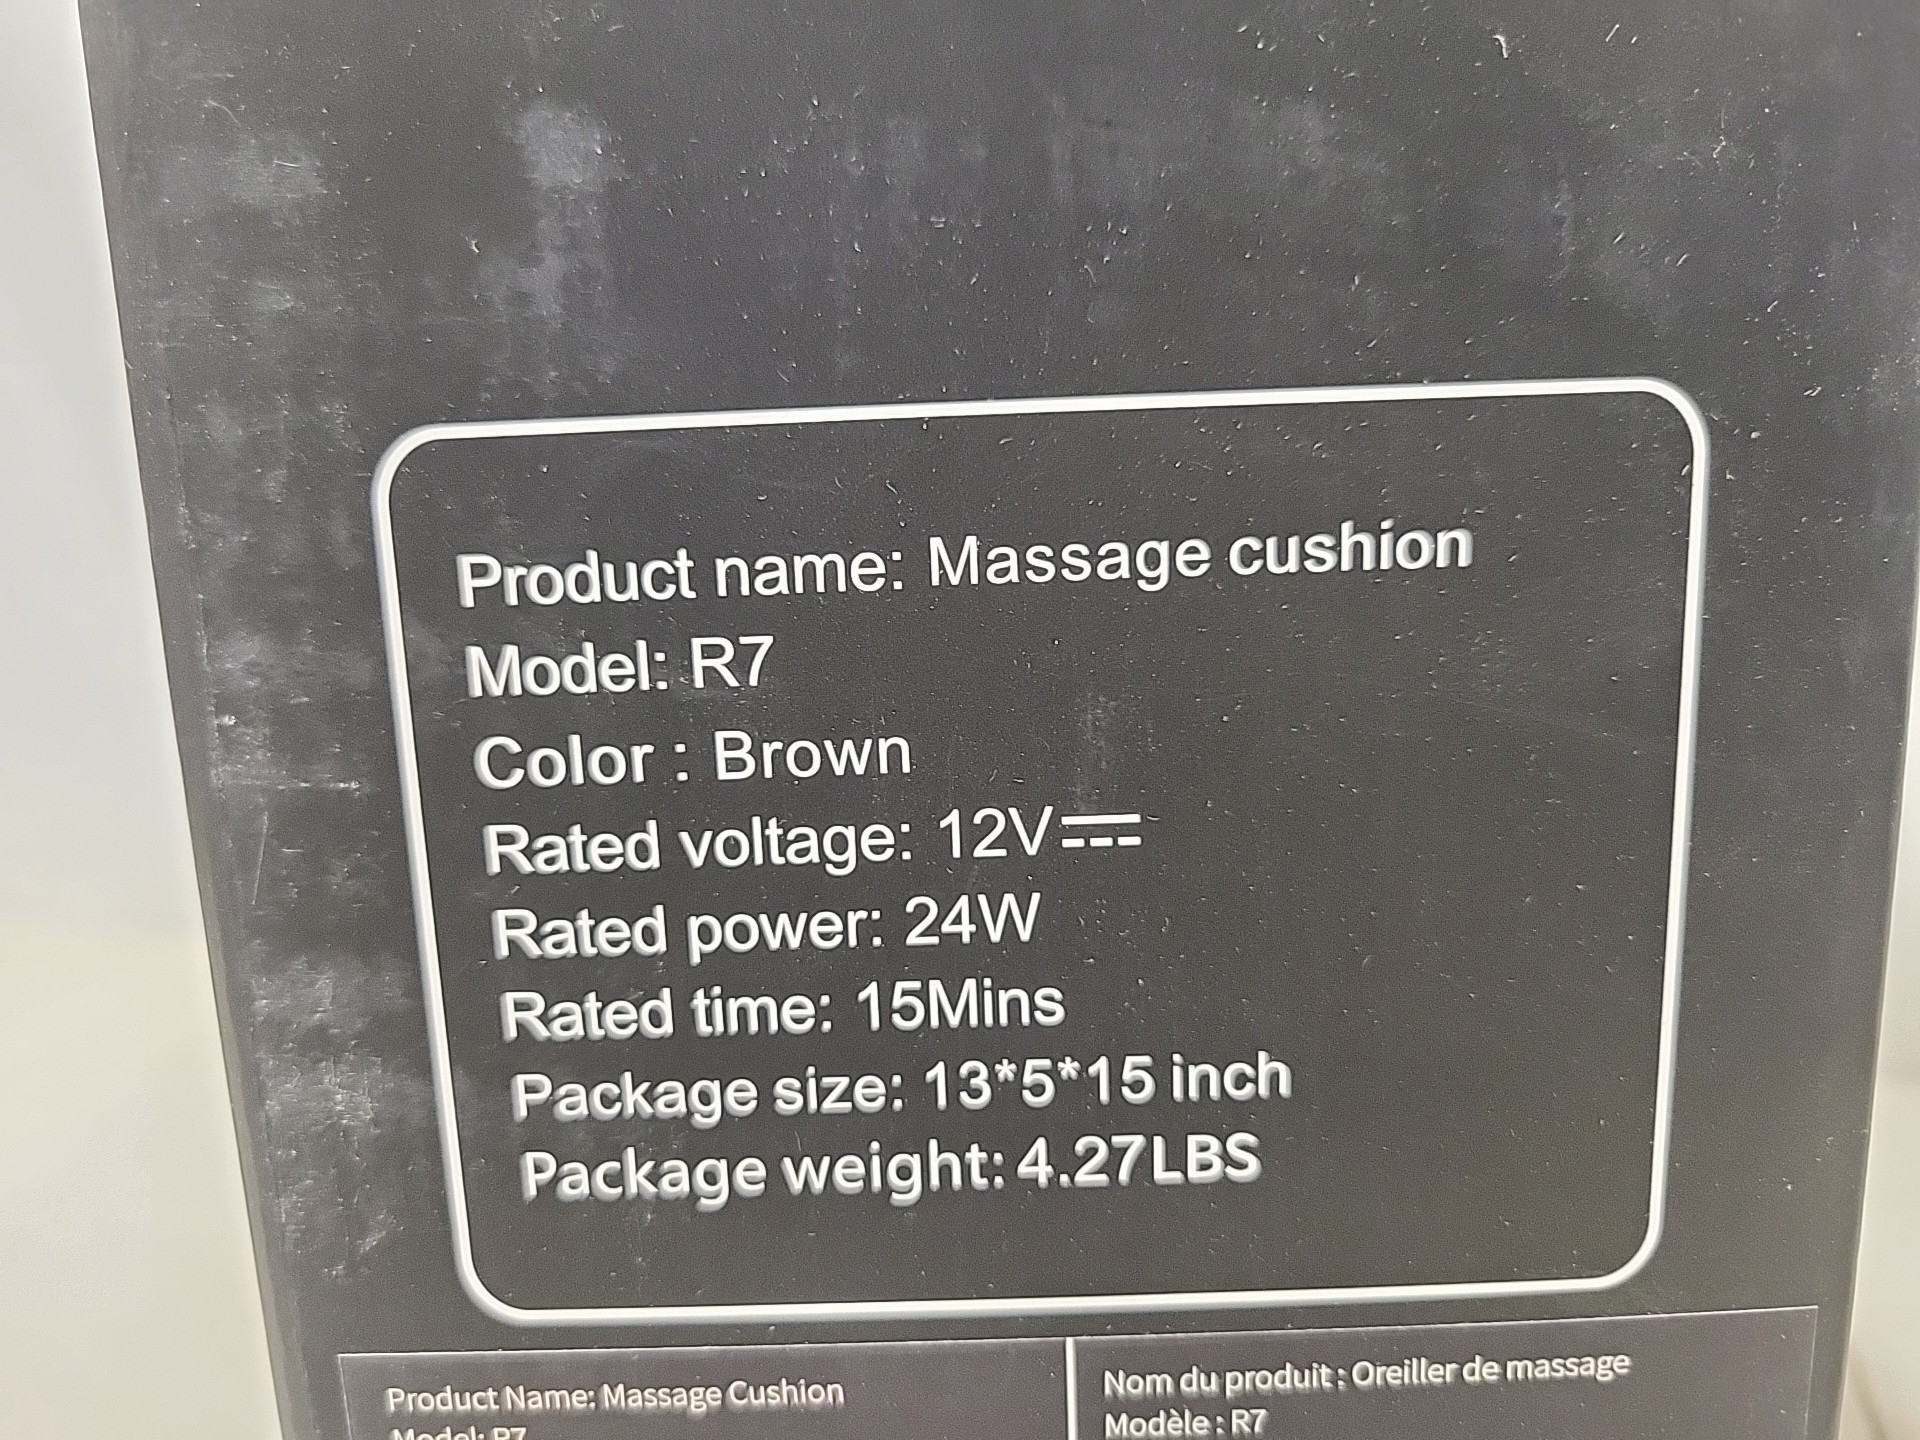 Product name: Massage cushion
Model: R7
Color : Brown
Rated voltage: 12V⎓
Rated power: 24W
Rated time: 15Mins
Package size: 13*5*15 inch
Package weight: 4.27LBS
Product Name: Massage Cushion
Model: R7
Nom du produit : Oreiller de massage
Modèle : R7